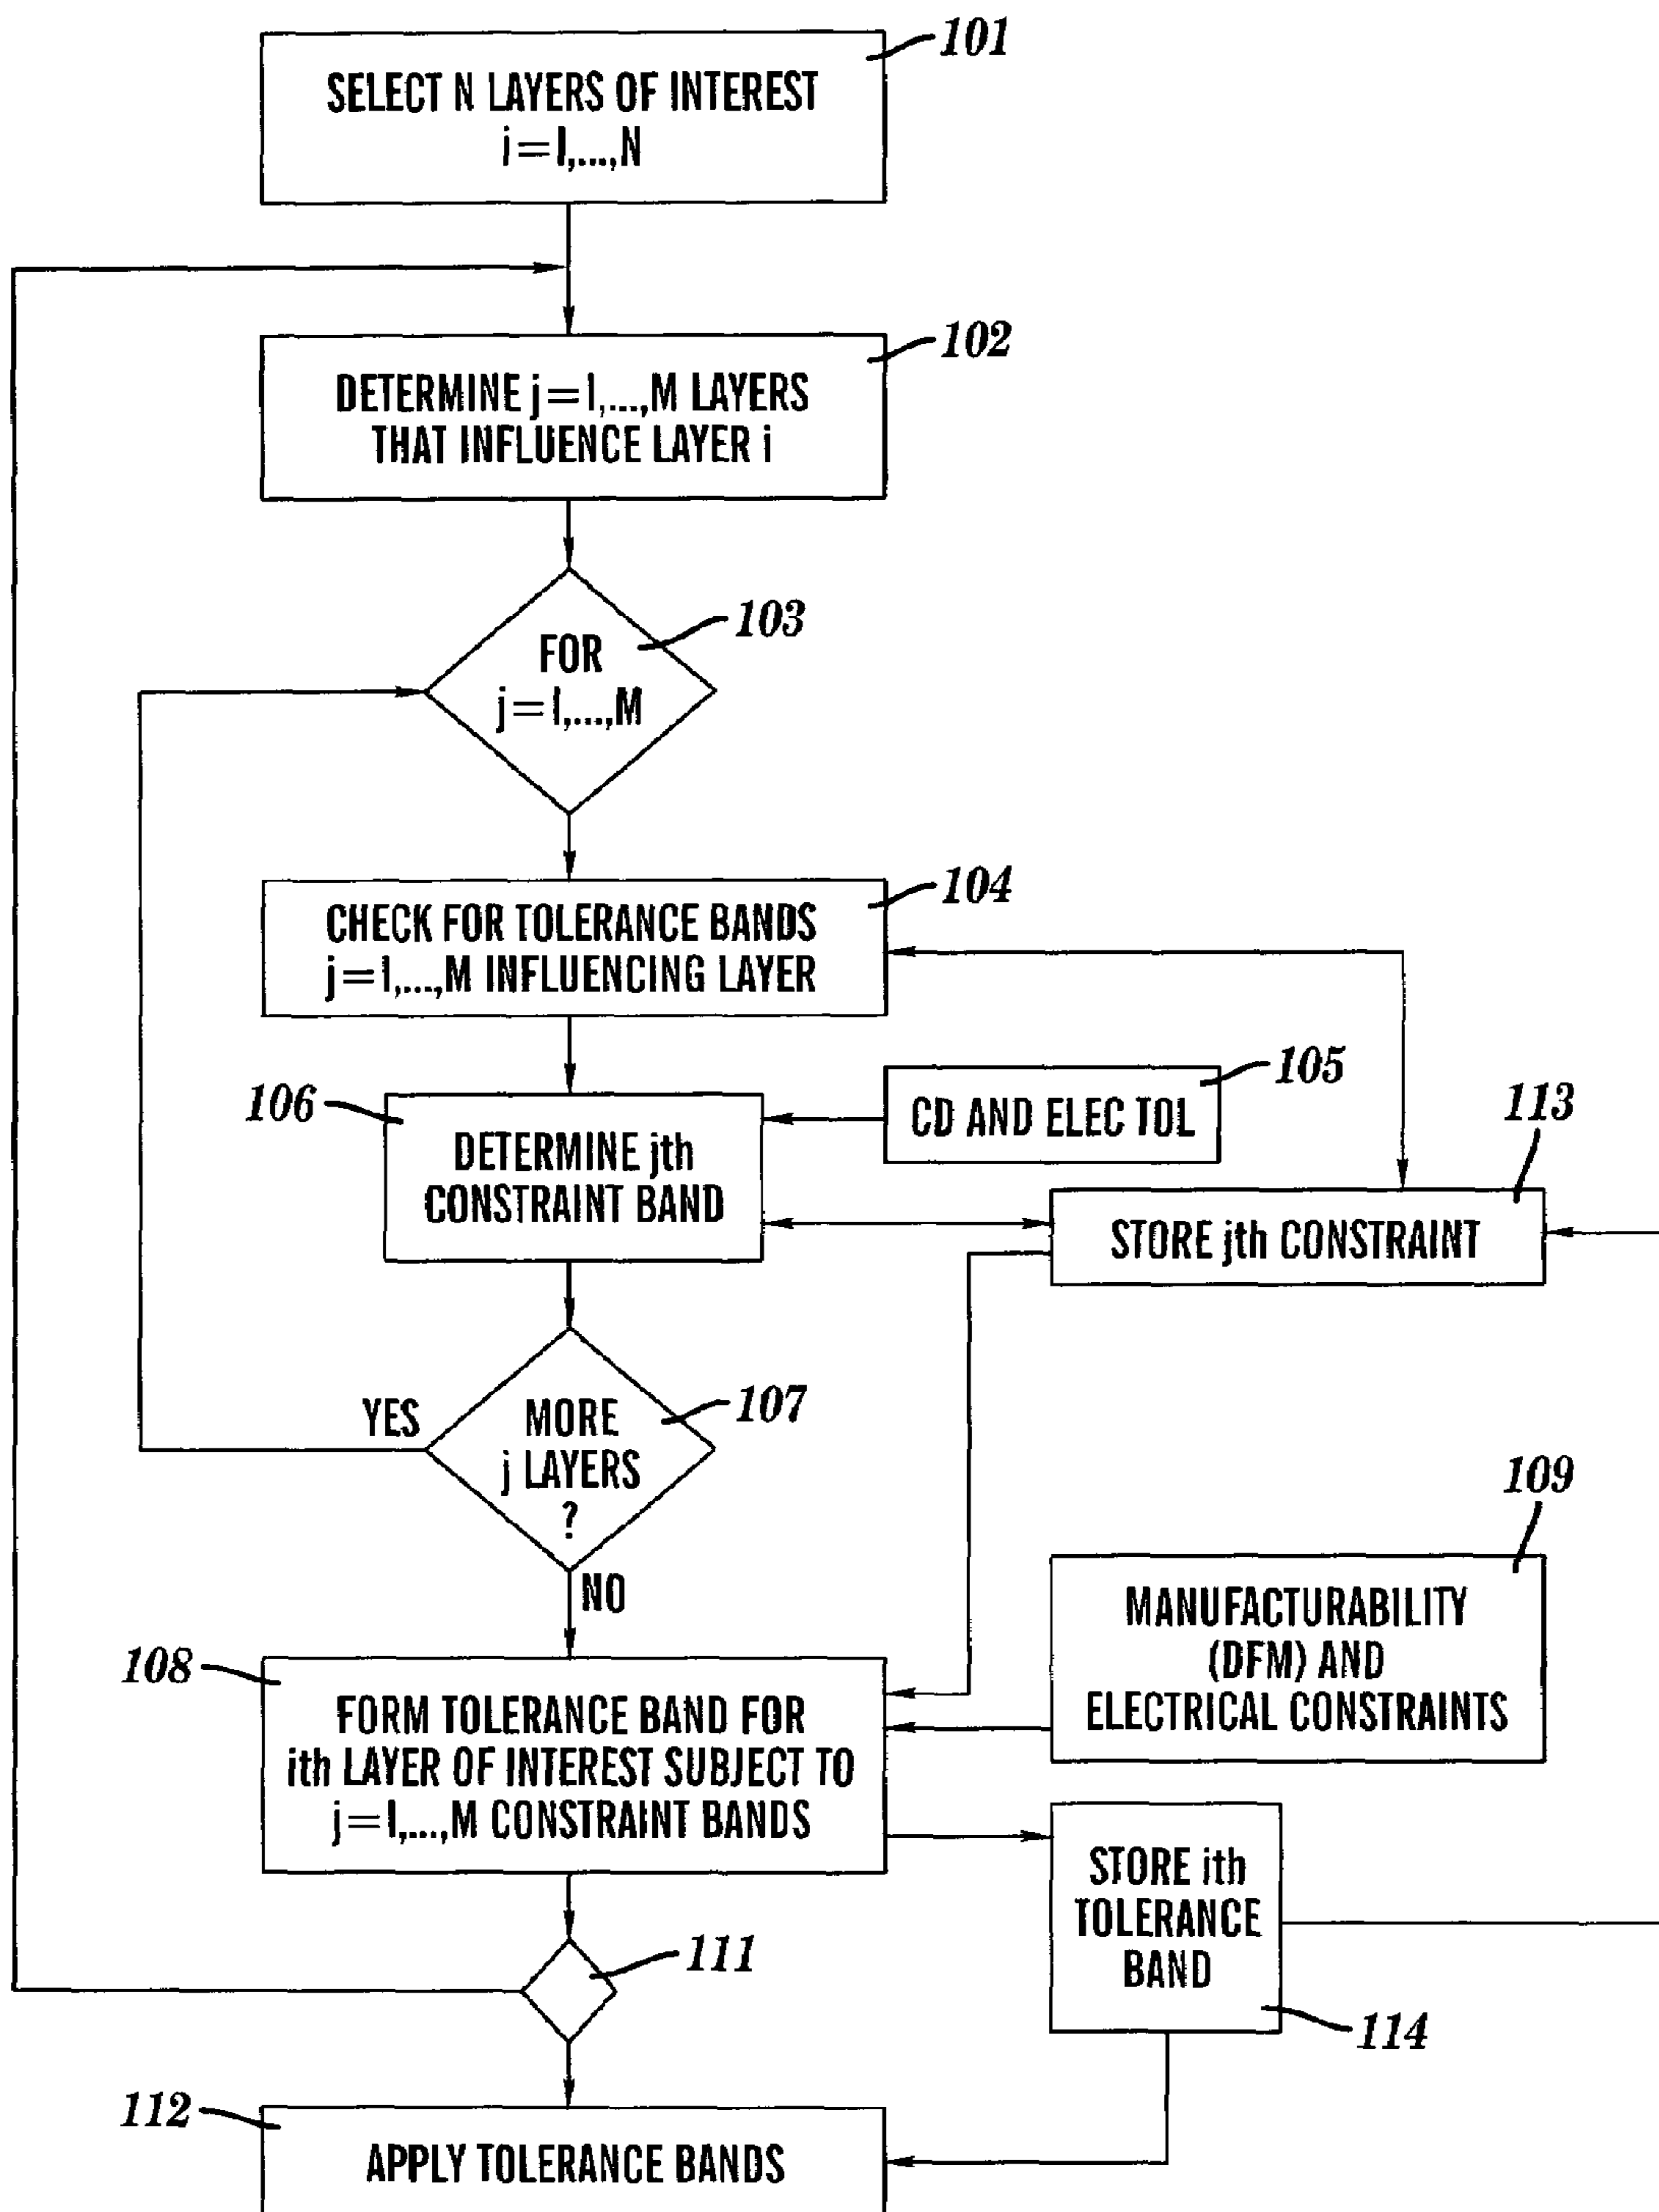 101
SELECT N LAYERS OF INTEREST
i=1,...,N
102
DETERMINE j=1,...,M LAYERS
THAT INFLUENCE LAYER i
103
FOR
j=1,...,M
104
CHECK FOR TOLERANCE BANDS
j=1,...,M INFLUENCING LAYER
105
CD AND ELEC TOL
106
DETERMINE jth
CONSTRAINT BAND
113
STORE jth CONSTRAINT
107
YES
MORE
j LAYERS
?
NO
109
MANUFACTURABILITY
(DFM) AND
ELECTRICAL CONSTRAINTS
108
FORM TOLERANCE BAND FOR
ith LAYER OF INTEREST SUBJECT TO
j=1,...,M CONSTRAINT BANDS
STORE ith
TOLERANCE
BAND
114
111
112
APPLY TOLERANCE BANDS